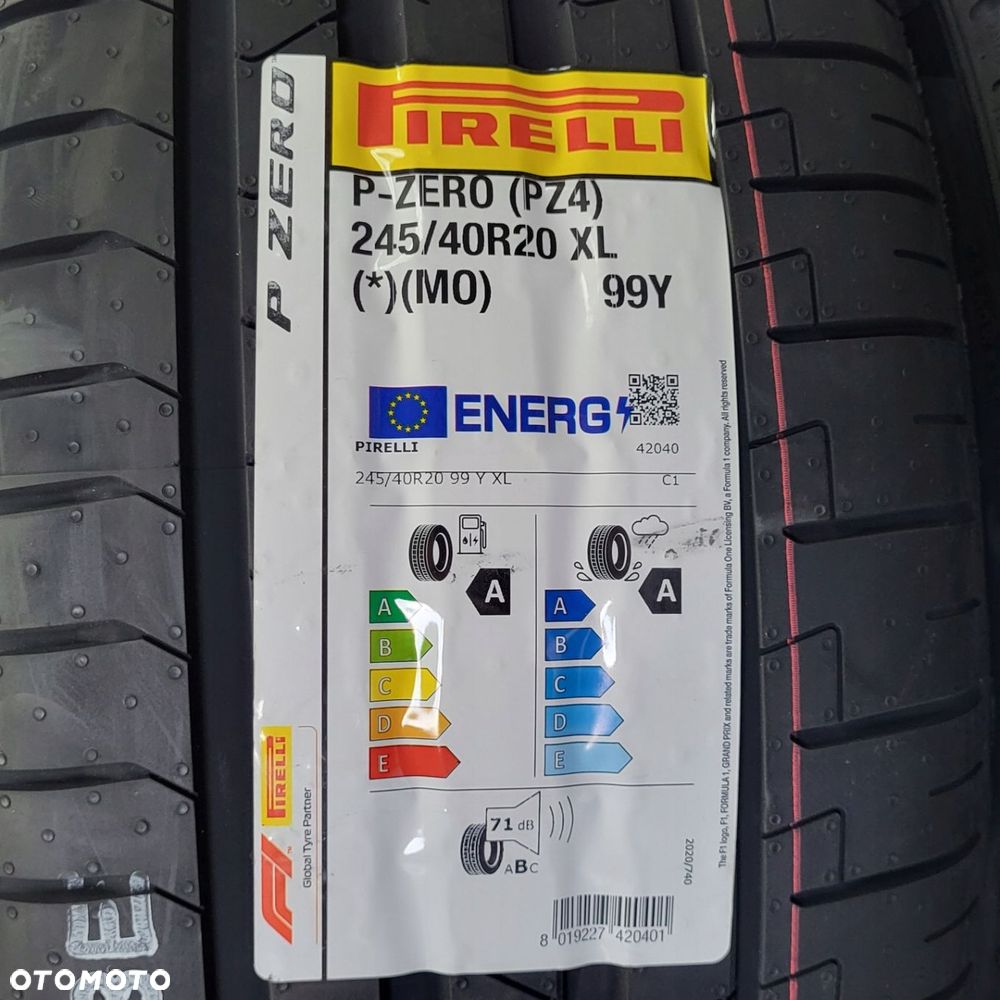 P ZERO™
PIRELLI
P-ZERO (PZ4)
245/40R20 XL
(*)(MO) 99Y
ENERG
PIRELLI 42040
245/40R20 99 Y XL C1
A A
A A
B B
C C
D D
E E
71 dB
ABC
2020/740
8 019227 420401
The F1 logo, F1, FORMULA 1, GRAND PRIX and related marks are trade marks of Formula One Licensing BV, a Formula 1 company. All rights reserved
PIRELLI
F1™
Global Tyre Partner
OTOMOTO